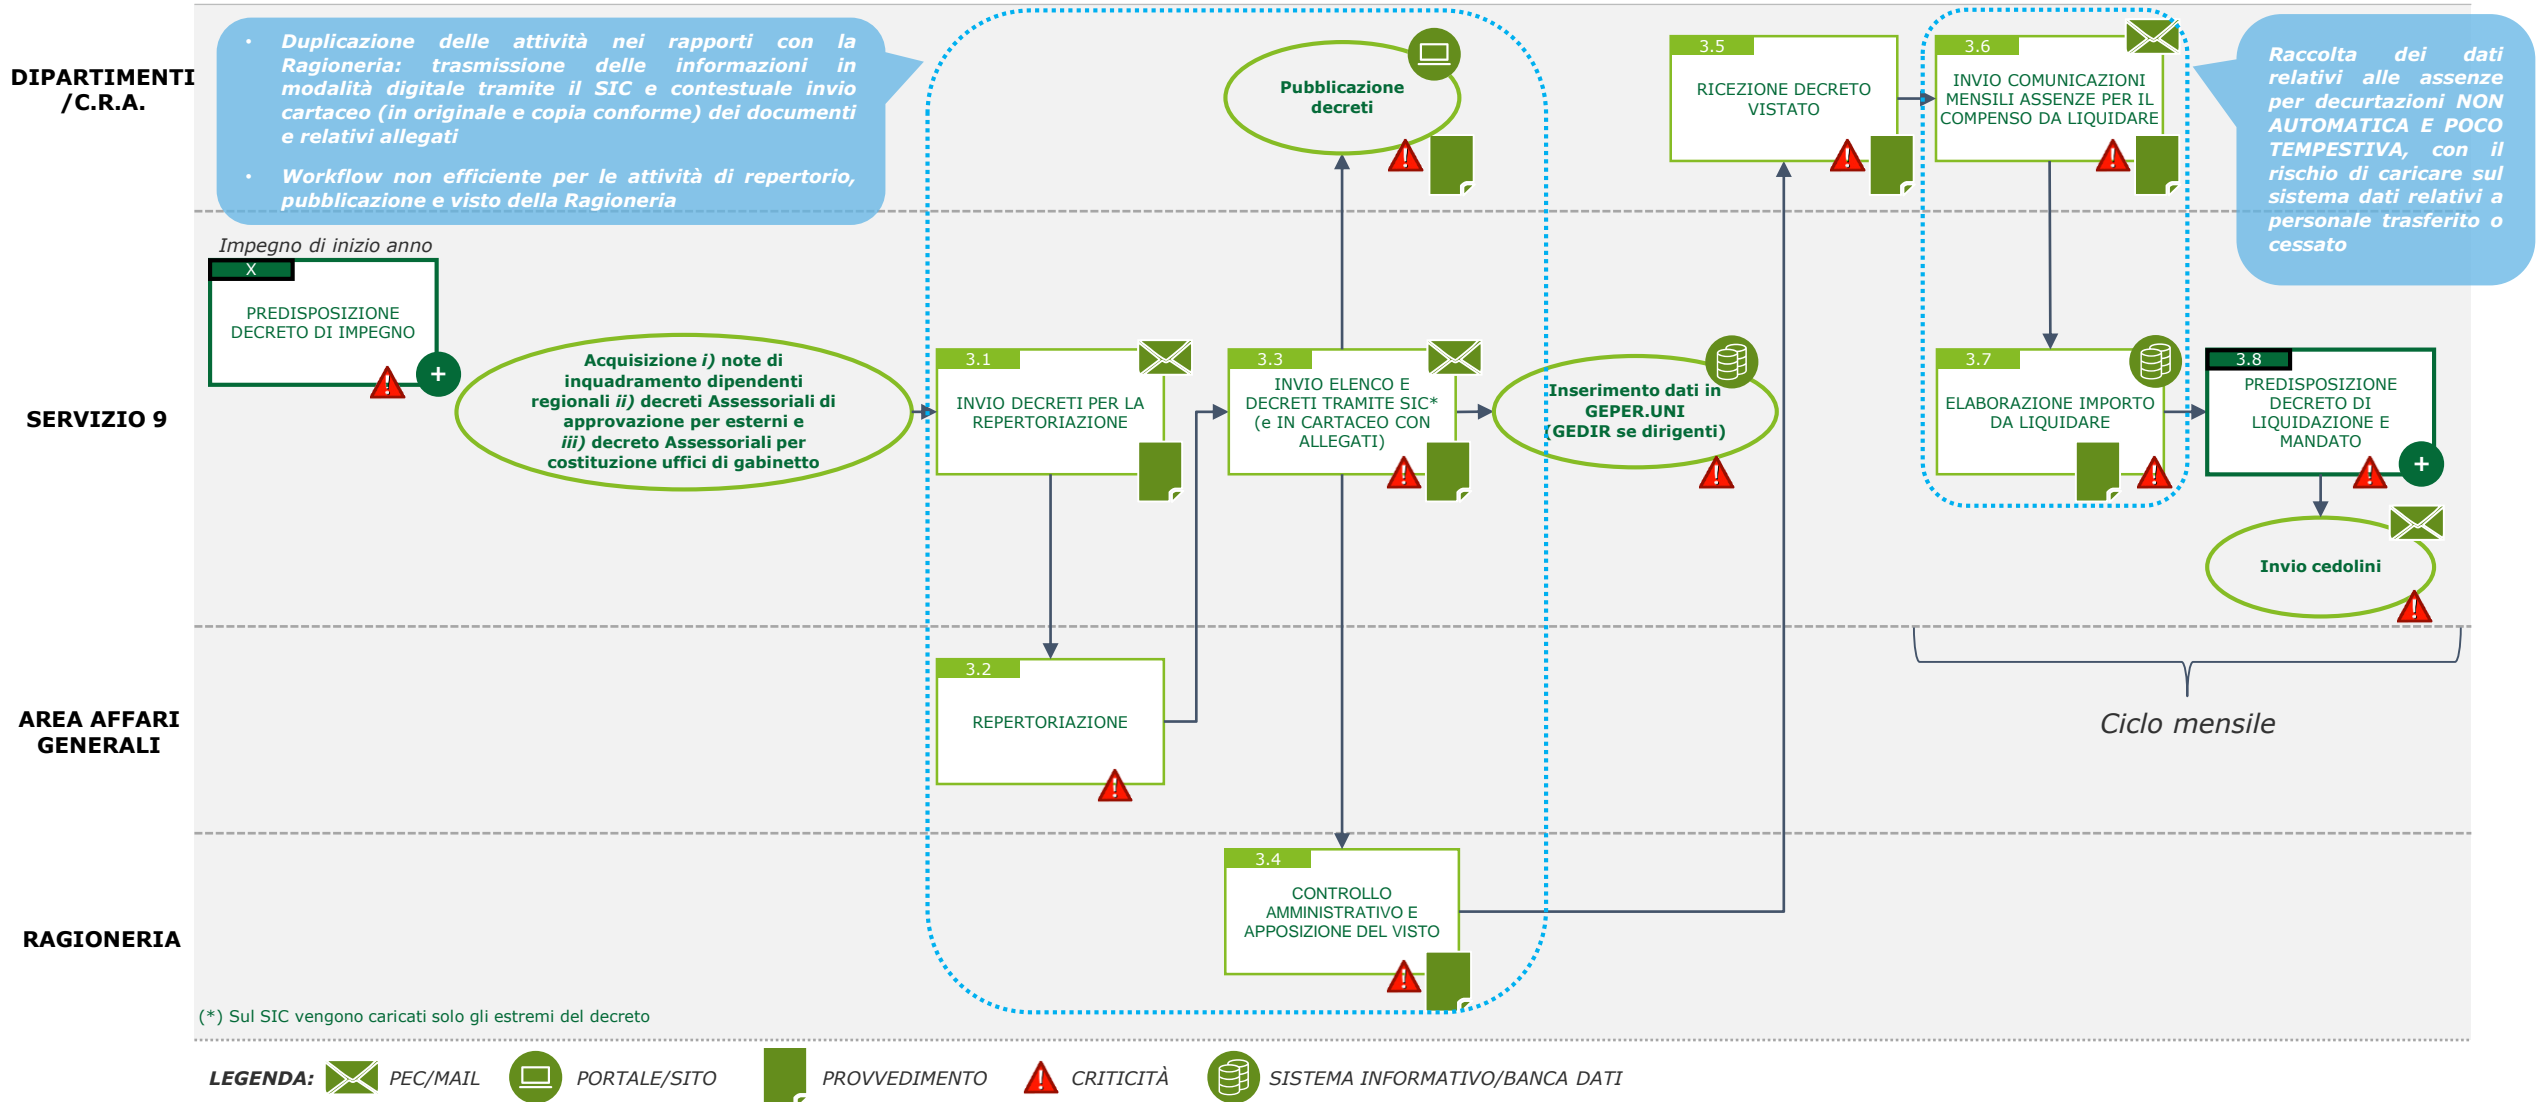 DIPARTIMENTI
/C.R.A.
• Duplicazione delle attività nei rapporti con la
Ragioneria: trasmissione delle informazioni in
modalità digitale tramite il SIC e contestuale invio
cartaceo (in originale e copia conforme) dei documenti
e relativi allegati
• Workflow non efficiente per le attività di repertorio,
pubblicazione e visto della Ragioneria
Pubblicazione
decreti
3.5
RICEZIONE DECRETO
VISTATO
3.6
INVIO COMUNICAZIONI
MENSILI ASSENZE PER IL
COMPENSO DA LIQUIDARE
Raccolta dei dati
relativi alle assenze
per decurtazioni NON
AUTOMATICA E POCO
TEMPESTIVA, con il
rischio di caricare sul
sistema dati relativi a
personale trasferito o
cessato
SERVIZIO 9
Impegno di inizio anno
X
PREDISPOSIZIONE
DECRETO DI IMPEGNO
+
Acquisizione i) note di
inquadramento dipendenti
regionali ii) decreti Assessoriali di
approvazione per esterni e
iii) decreto Assessoriali per
costituzione uffici di gabinetto
3.1
INVIO DECRETI PER LA
REPERTORIAZIONE
3.3
INVIO ELENCO E
DECRETI TRAMITE SIC*
(e IN CARTACEO CON
ALLEGATI)
Inserimento dati in
GEPER.UNI
(GEDIR se dirigenti)
3.7
ELABORAZIONE IMPORTO
DA LIQUIDARE
3.8
PREDISPOSIZIONE
DECRETO DI
LIQUIDAZIONE E
MANDATO
+
Invio cedolini
AREA AFFARI
GENERALI
3.2
REPERTORIAZIONE
Ciclo mensile
RAGIONERIA
3.4
CONTROLLO
AMMINISTRATIVO E
APPOSIZIONE DEL VISTO
(*) Sul SIC vengono caricati solo gli estremi del decreto
LEGENDA: PEC/MAIL PORTALE/SITO PROVVEDIMENTO CRITICITÀ SISTEMA INFORMATIVO/BANCA DATI